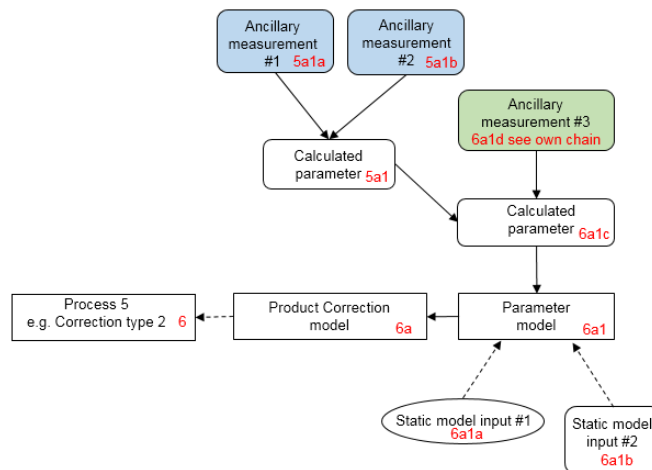 Ancillary
measurement
#1 5a1a
Ancillary
measurement
#2 5a1b
Ancillary
measurement #3
6a1d see own chain
Calculated
parameter 5a1
Calculated
parameter 6a1c
Process 5
e.g. Correction type 2 6
Product Correction
model 6a
Parameter
model 6a1
Static model input #1
6a1a
Static model
input #2
6a1b